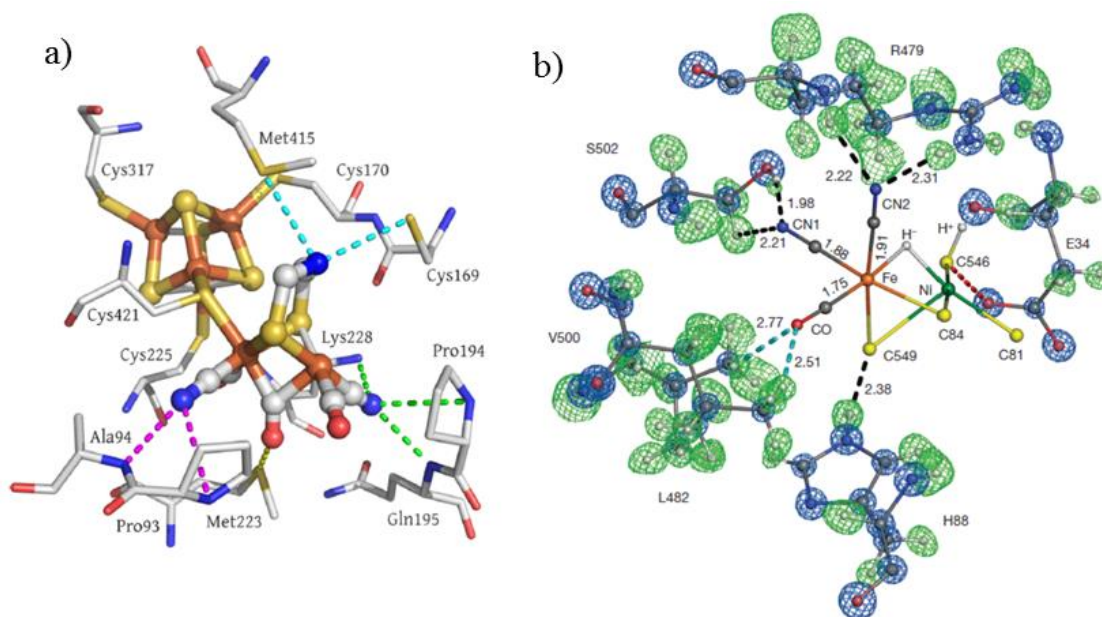 a)
Met415
Cys317
Cys170
Cys169
Cys421
Lys228
Cys225
Pro194
Ala94
Pro93
Met223
Gln195
b)
R479
S502
2.22
2.31
1.98
CN2
CN1
2.21
H⁻
H⁺
E34
1.88
1.91
C546
Fe
Ni
1.75
CO
V500
2.77
C84
C81
2.51
C549
2.38
L482
H88